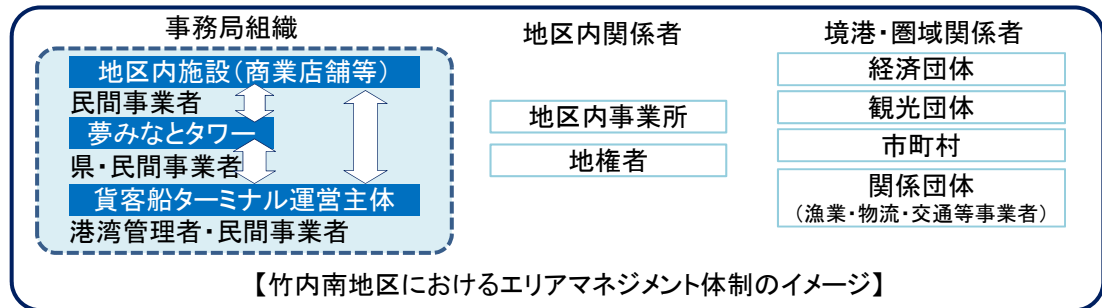 事務局組織
地区内施設(商業店舗等)
民間事業者
夢みなとタワー
県・民間事業者
貨客船ターミナル運営主体
港湾管理者・民間事業者
地区内関係者
地区内事業所
地権者
境港・圏域関係者
経済団体
観光団体
市町村
関係団体
(漁業・物流・交通等事業者)
【竹内南地区におけるエリアマネジメント体制のイメージ】